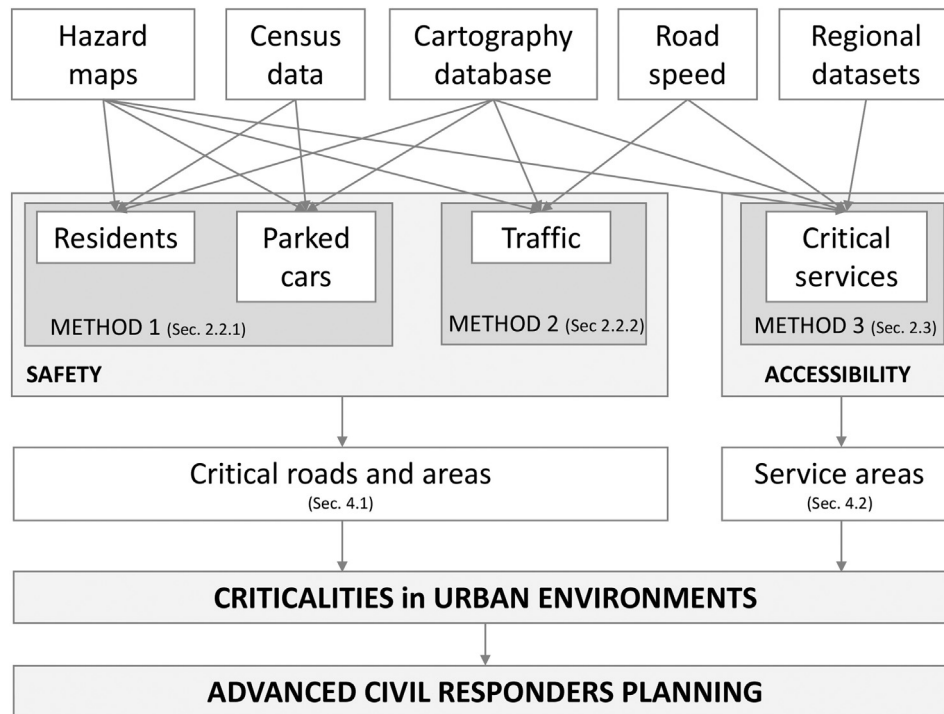 Hazard
maps
Census
data
Cartography
database
Road
speed
Regional
datasets
Residents
Parked
cars
METHOD 1 (Sec. 2.2.1)
Traffic
METHOD 2 (Sec 2.2.2)
SAFETY
Critical
services
METHOD 3 (Sec. 2.3)
ACCESSIBILITY
Critical roads and areas
(Sec. 4.1)
Service areas
(Sec. 4.2)
CRITICALITIES in URBAN ENVIRONMENTS
ADVANCED CIVIL RESPONDERS PLANNING